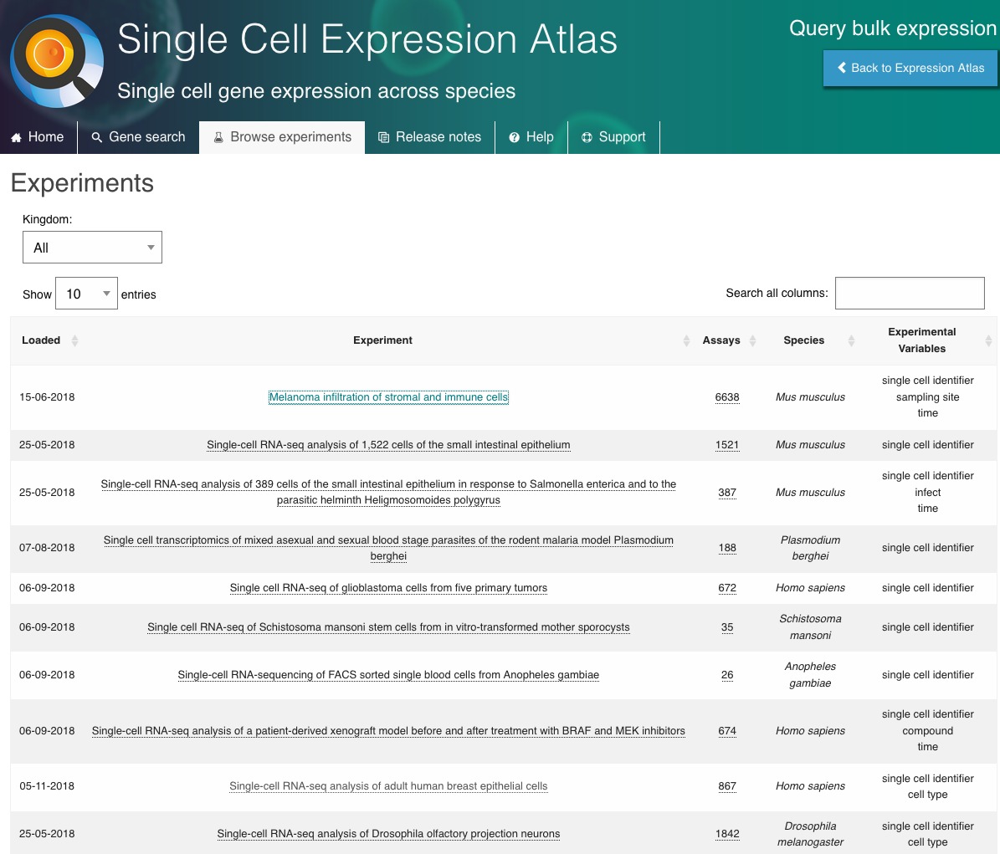 Single Cell Expression Atlas
Single cell gene expression across species
Query bulk expression
Back to Expression Atlas
Home
Gene search
Browse experiments
Release notes
Help
Support
Experiments
Kingdom:
All
Show 10 entries
Search all columns:
Loaded Experiment Assays Species Experimental
Variables
15-06-2018 Melanoma infiltration of stromal and immune cells 6638 Mus musculus single cell identifier
sampling site
time
25-05-2018 Single-cell RNA-seq analysis of 1,522 cells of the small intestinal epithelium 1521 Mus musculus single cell identifier
25-05-2018 Single-cell RNA-seq analysis of 389 cells of the small intestinal epithelium in response to Salmonella enterica and to the
parasitic helminth Heligmosomoides polygyrus 387 Mus musculus single cell identifier
infect
time
07-08-2018 Single cell transcriptomics of mixed asexual and sexual blood stage parasites of the rodent malaria model Plasmodium
berghei 188 Plasmodium
berghei single cell identifier
06-09-2018 Single cell RNA-seq of glioblastoma cells from five primary tumors 672 Homo sapiens single cell identifier
06-09-2018 Single cell RNA-seq of Schistosoma mansoni stem cells from in vitro-transformed mother sporocysts 35 Schistosoma
mansoni single cell identifier
06-09-2018 Single-cell RNA-sequencing of FACS sorted single blood cells from Anopheles gambiae 26 Anopheles
gambiae single cell identifier
06-09-2018 Single-cell RNA-seq analysis of a patient-derived xenograft model before and after treatment with BRAF and MEK inhibitors 674 Homo sapiens single cell identifier
compound
time
05-11-2018 Single-cell RNA-seq analysis of adult human breast epithelial cells 867 Homo sapiens single cell identifier
cell type
25-05-2018 Single-cell RNA-seq analysis of Drosophila olfactory projection neurons 1842 Drosophila
melanogaster single cell identifier
cell type